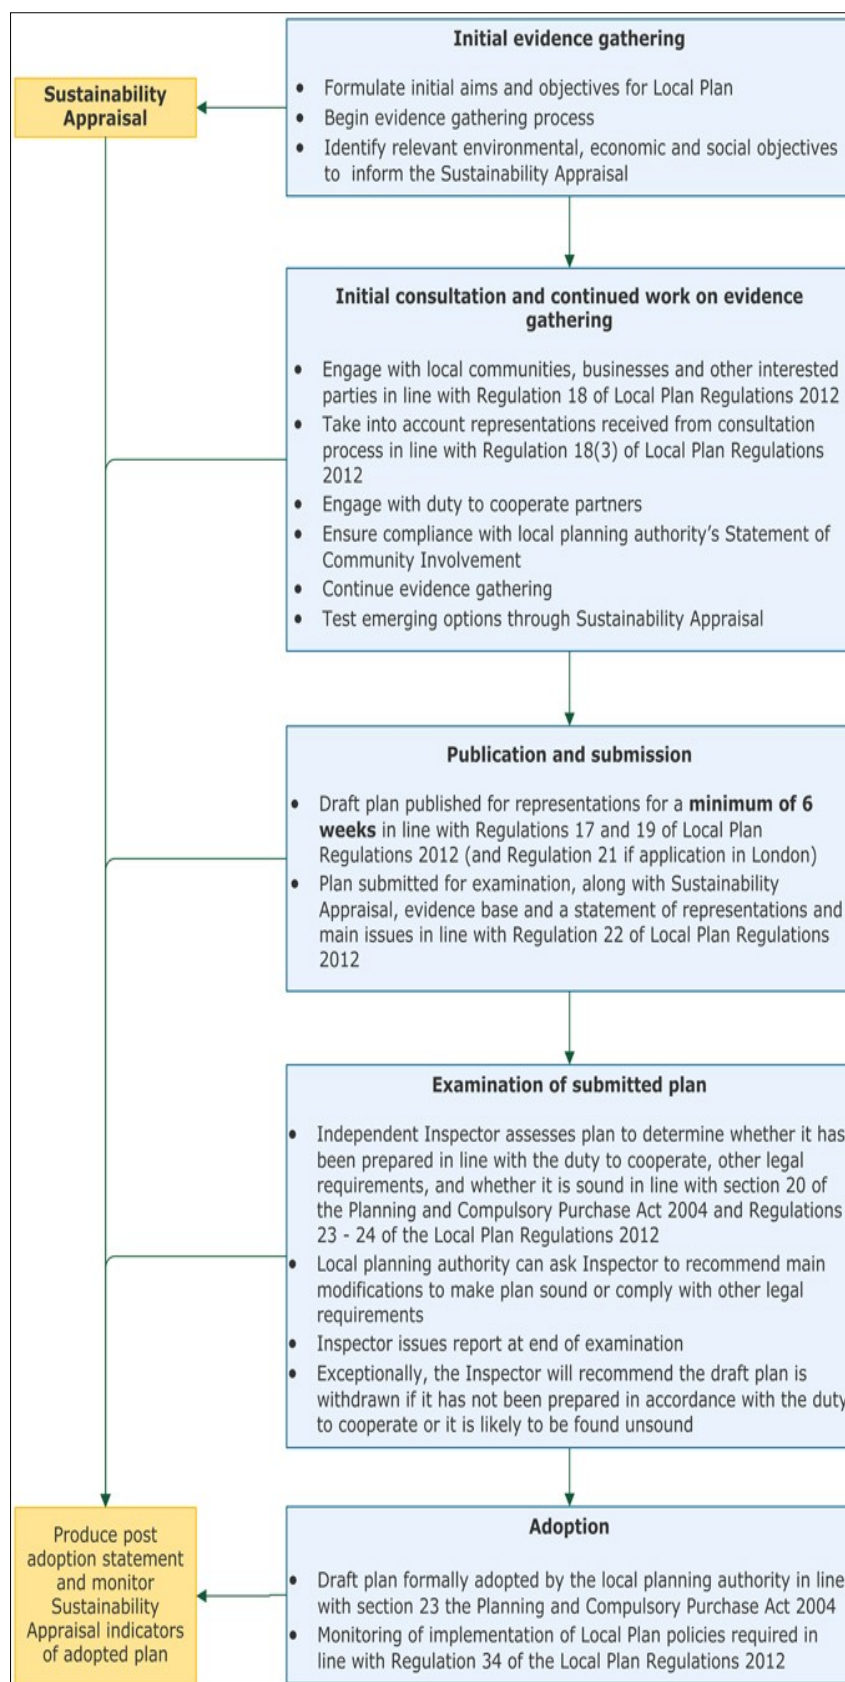 Initial evidence gathering
• Formulate initial aims and objectives for Local Plan
• Begin evidence gathering process
• Identify relevant environmental, economic and social objectives
to inform the Sustainability Appraisal
Sustainability
Appraisal
Initial consultation and continued work on evidence
gathering
• Engage with local communities, businesses and other interested
parties in line with Regulation 18 of Local Plan Regulations 2012
• Take into account representations received from consultation
process in line with Regulation 18(3) of Local Plan Regulations
2012
• Engage with duty to cooperate partners
• Ensure compliance with local planning authority’s Statement of
Community Involvement
• Continue evidence gathering
• Test emerging options through Sustainability Appraisal
Publication and submission
• Draft plan published for representations for a minimum of 6
weeks in line with Regulations 17 and 19 of Local Plan
Regulations 2012 (and Regulation 21 if application in London)
• Plan submitted for examination, along with Sustainability
Appraisal, evidence base and a statement of representations and
main issues in line with Regulation 22 of Local Plan Regulations
2012
Examination of submitted plan
• Independent Inspector assesses plan to determine whether it has
been prepared in line with the duty to cooperate, other legal
requirements, and whether it is sound in line with section 20 of
the Planning and Compulsory Purchase Act 2004 and Regulations
23 - 24 of the Local Plan Regulations 2012
• Local planning authority can ask Inspector to recommend main
modifications to make plan sound or comply with other legal
requirements
• Inspector issues report at end of examination
• Exceptionally, the Inspector will recommend the draft plan is
withdrawn if it has not been prepared in accordance with the duty
to cooperate or it is likely to be found unsound
Adoption
• Draft plan formally adopted by the local planning authority in line
with section 23 the Planning and Compulsory Purchase Act 2004
• Monitoring of implementation of Local Plan policies required in
line with Regulation 34 of the Local Plan Regulations 2012
Produce post
adoption statement
and monitor
Sustainability
Appraisal indicators
of adopted plan